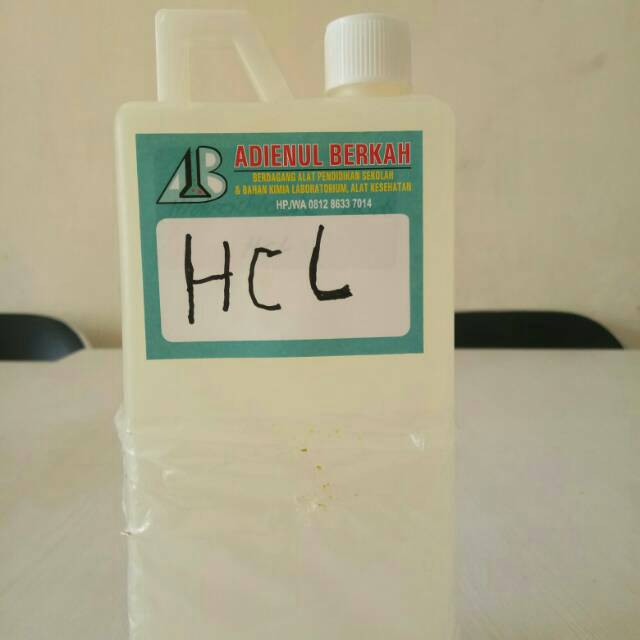 AB
ADIENUL BERKAH
BERDAGANG ALAT PENDIDIKAN SEKOLAH
& BAHAN KIMIA LABORATORIUM, ALAT KESEHATAN
HP/WA 0812 8633 7014
HCL